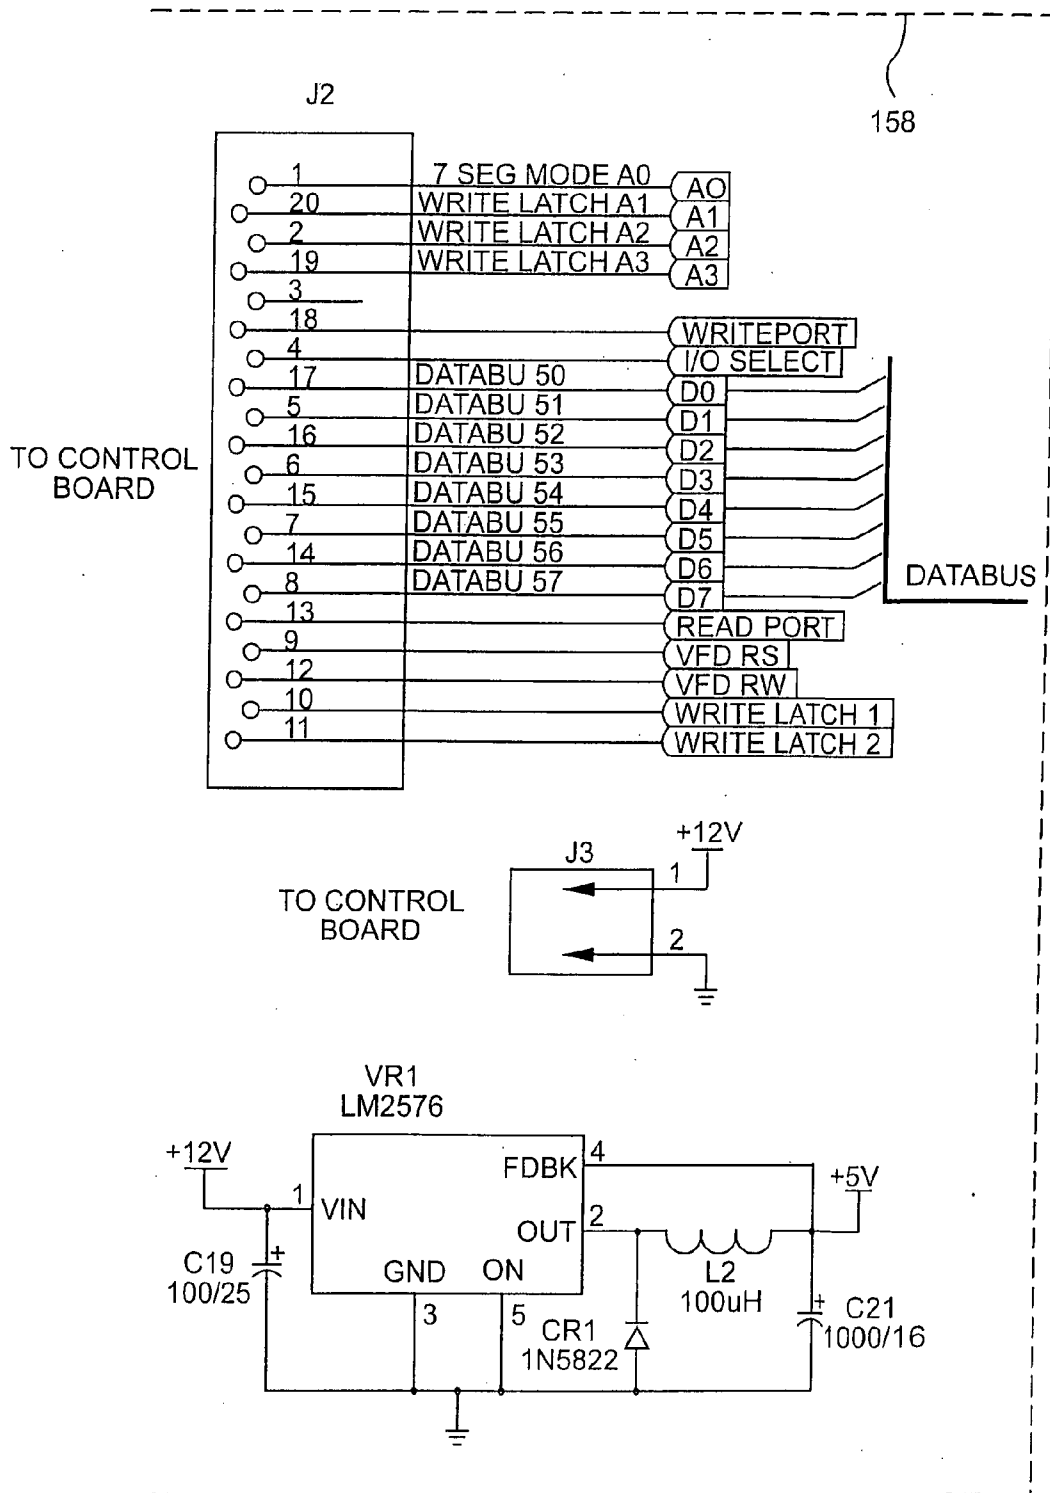 158
J2
1 7 SEG MODE A0 AO
20 WRITE LATCH A1 A1
2 WRITE LATCH A2 A2
19 WRITE LATCH A3 A3
3
18 WRITEPORT
4 I/O SELECT
17 DATABU 50 D0
5 DATABU 51 D1
16 DATABU 52 D2
6 DATABU 53 D3
15 DATABU 54 D4
7 DATABU 55 D5
14 DATABU 56 D6
8 DATABU 57 D7
13 READ PORT
9 VFD RS
12 VFD RW
10 WRITE LATCH 1
11 WRITE LATCH 2
TO CONTROL
BOARD
DATABUS
+12V
J3
1
2
TO CONTROL
BOARD
VR1
LM2576
+12V
1 VIN
FDBK 4
OUT 2
GND
3
ON
5
+5V
C19
+
100/25
CR1
1N5822
L2
100uH
+
C21
1000/16